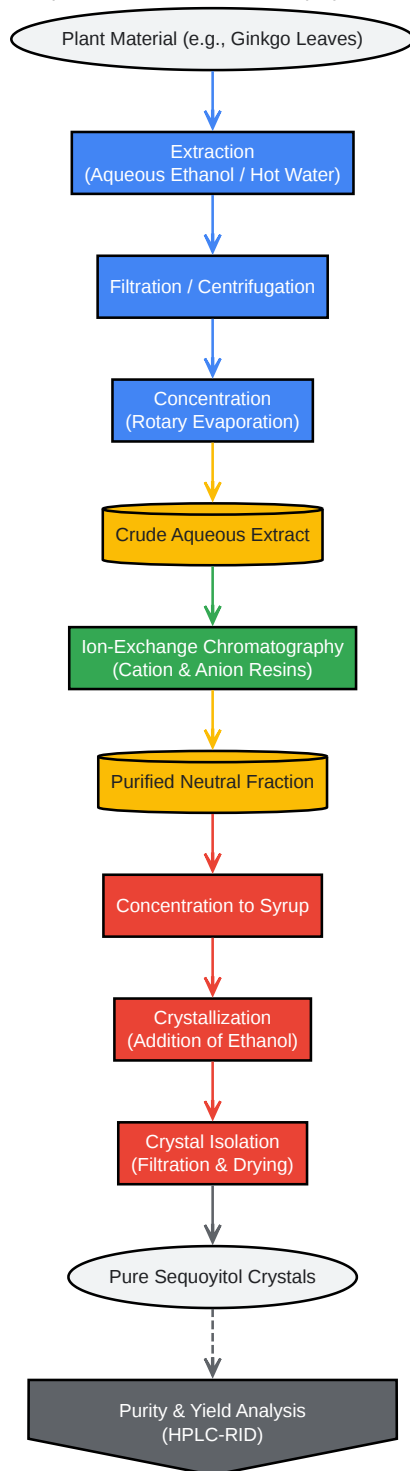 Plant Material (e.g., Ginkgo Leaves)
Extraction
(Aqueous Ethanol / Hot Water)
Filtration / Centrifugation
Concentration
(Rotary Evaporation)
Crude Aqueous Extract
Ion-Exchange Chromatography
(Cation & Anion Resins)
Purified Neutral Fraction
Concentration to Syrup
Crystallization
(Addition of Ethanol)
Crystal Isolation
(Filtration & Drying)
Pure Sequoyitol Crystals
Purity & Yield Analysis
(HPLC-RID)